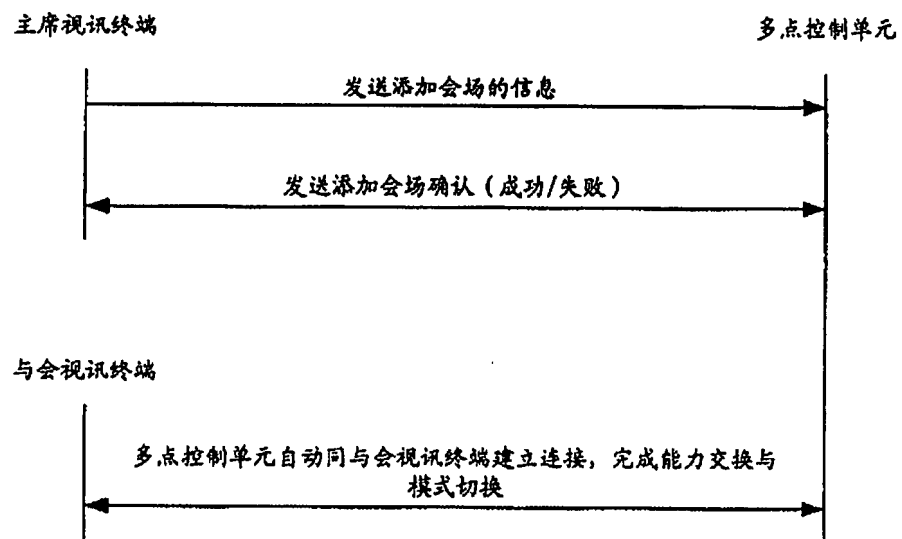 主席视讯终端
多点控制单元
发送添加会场的信息
发送添加会场确认（成功/失败）
与会视讯终端
多点控制单元自动同与会视讯终端建立连接，完成能力交换与
模式切换